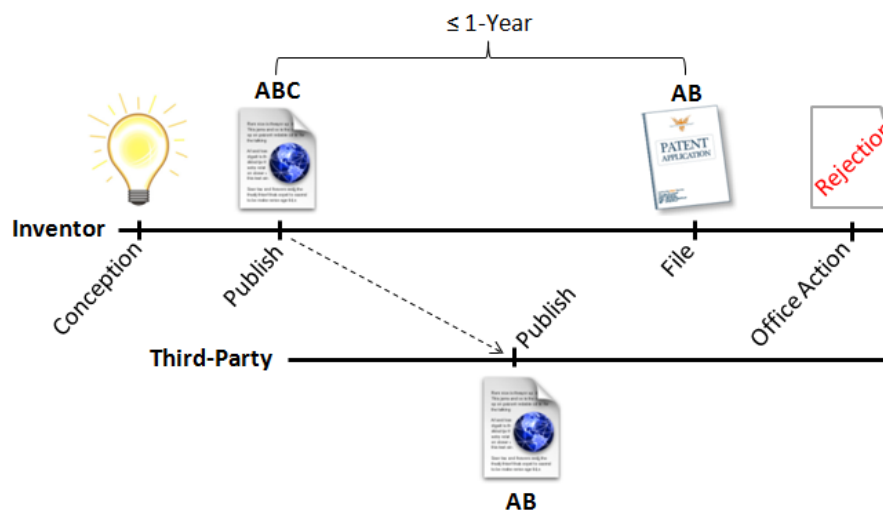 ≤ 1-Year
ABC
AB
PATENT
APPLICATION
Rejection
Inventor
Conception
Publish
File
Office Action
Publish
Third-Party
AB